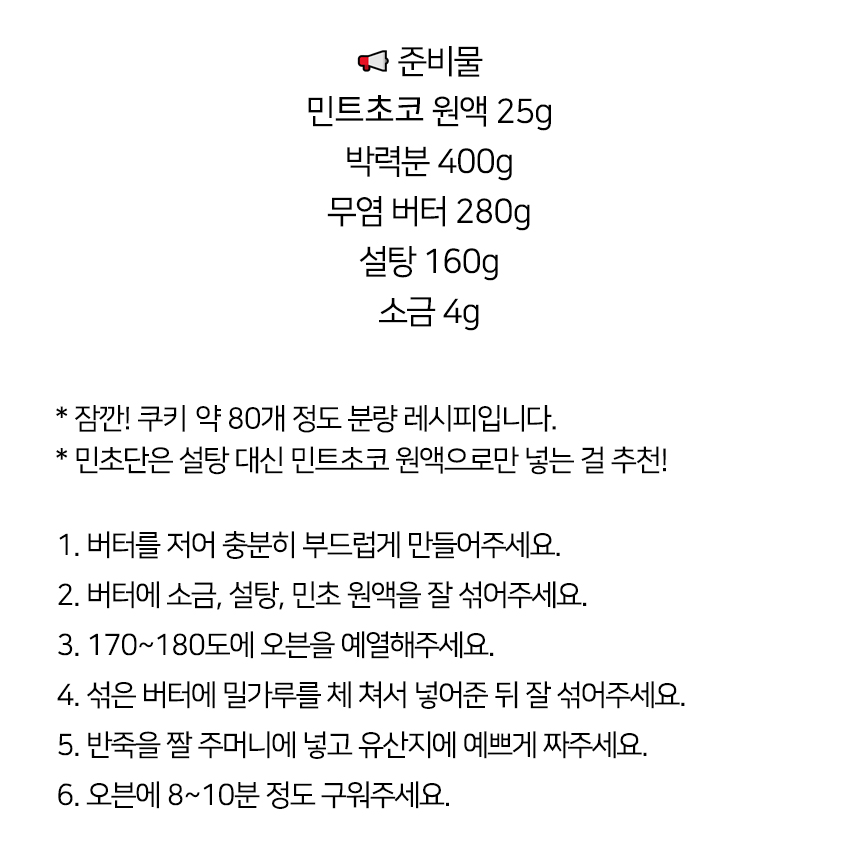 📢 준비물
민트초코 원액 25g
박력분 400g
무염 버터 280g
설탕 160g
소금 4g
* 잠깐! 쿠키 약 80개 정도 분량 레시피입니다.
* 민초단은 설탕 대신 민트초코 원액으로만 넣는 걸 추천!
1. 버터를 저어 충분히 부드럽게 만들어주세요.
2. 버터에 소금, 설탕, 민초 원액을 잘 섞어주세요.
3. 170~180도에 오븐을 예열해주세요.
4. 섞은 버터에 밀가루를 체 쳐서 넣어준 뒤 잘 섞어주세요.
5. 반죽을 짤 주머니에 넣고 유산지에 예쁘게 짜주세요.
6. 오븐에 8~10분 정도 구워주세요.